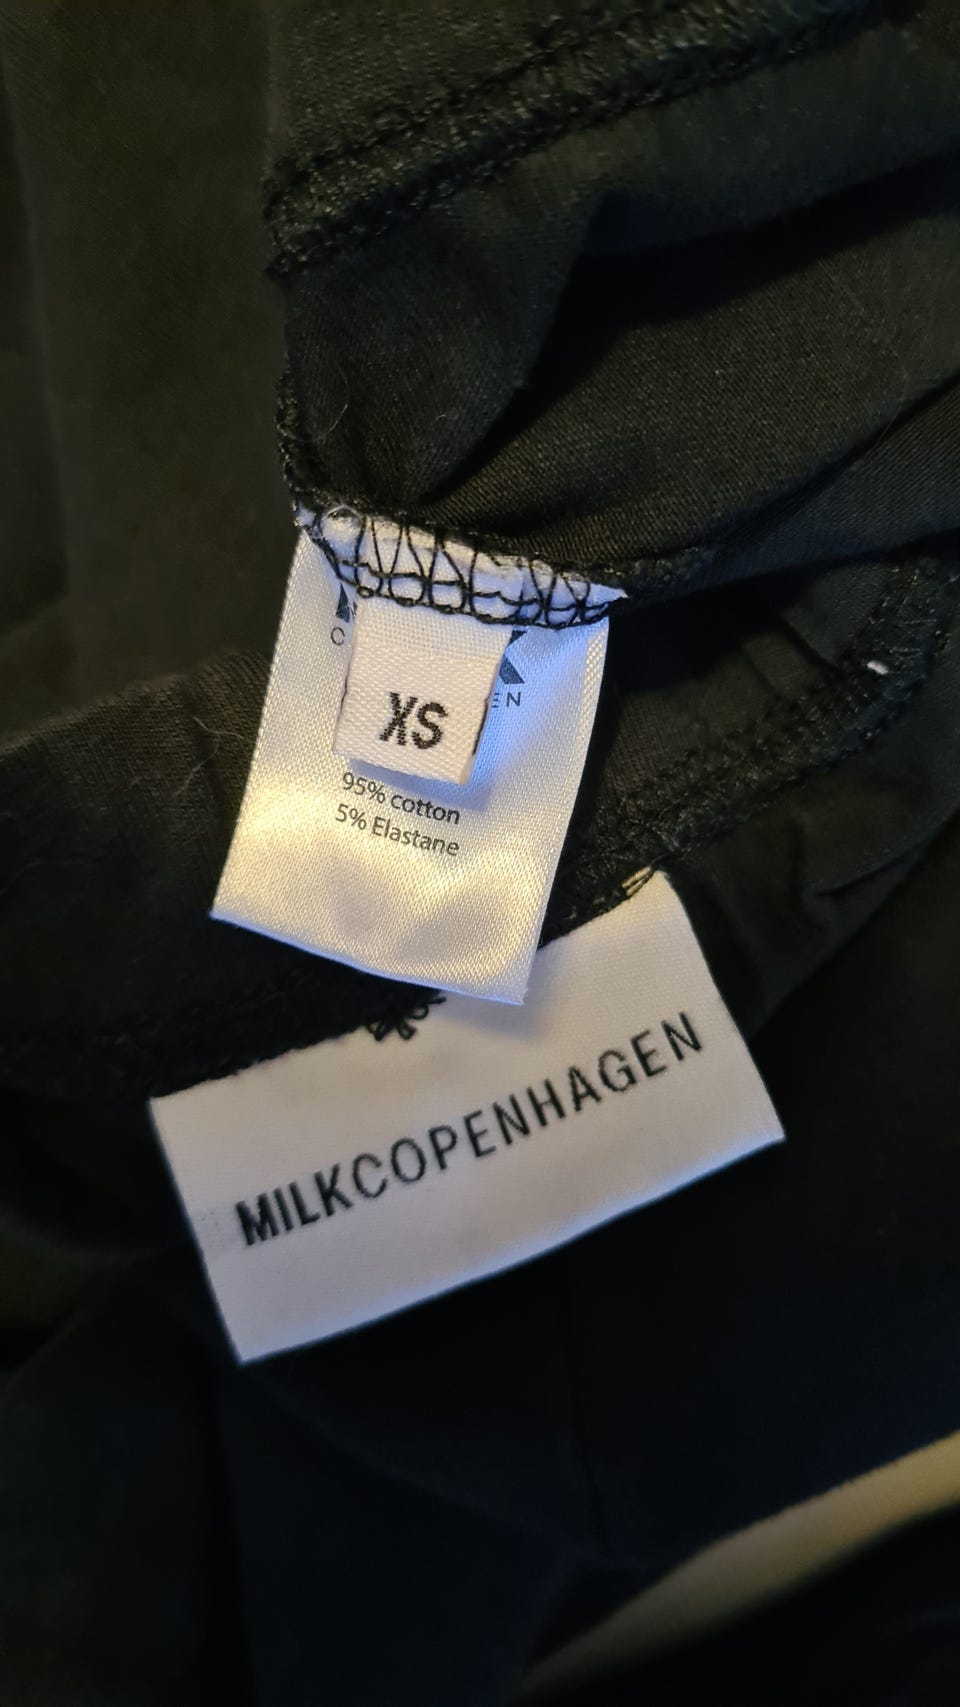 XS
95% cotton
5% Elastane
MILKCOPENHAGEN